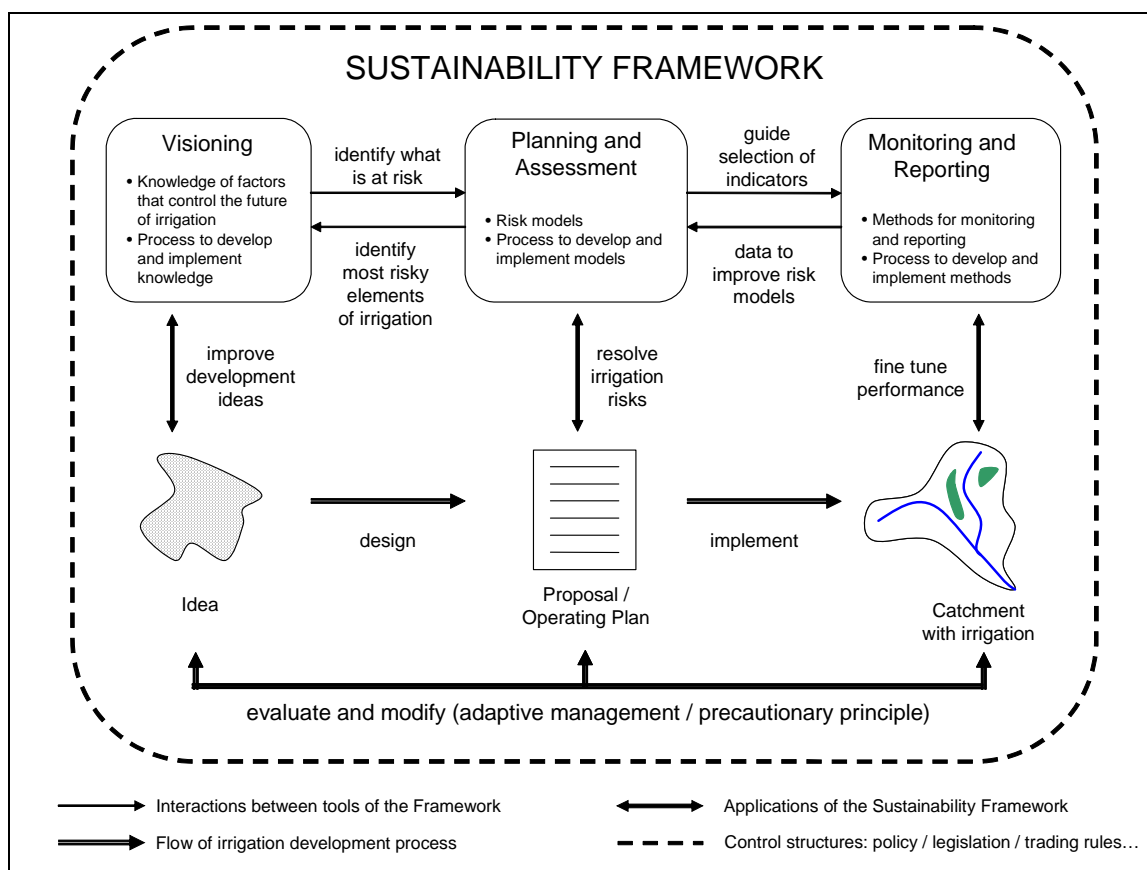 SUSTAINABILITY FRAMEWORK
Visioning
• Knowledge of factors
that control the future
of irrigation
• Process to develop
and implement
knowledge
identify what
is at risk
identify
most risky
elements
of irrigation
Planning and
Assessment
• Risk models
• Process to develop and
implement models
guide
selection of
indicators
data to
improve risk
models
Monitoring and
Reporting
• Methods for monitoring
and reporting
• Process to develop and
implement methods
improve
development
ideas
resolve
irrigation
risks
fine tune
performance
design
implement
Idea
Proposal /
Operating Plan
Catchment
with irrigation
evaluate and modify (adaptive management / precautionary principle)
Interactions between tools of the Framework
Applications of the Sustainability Framework
Flow of irrigation development process
Control structures: policy / legislation / trading rules…